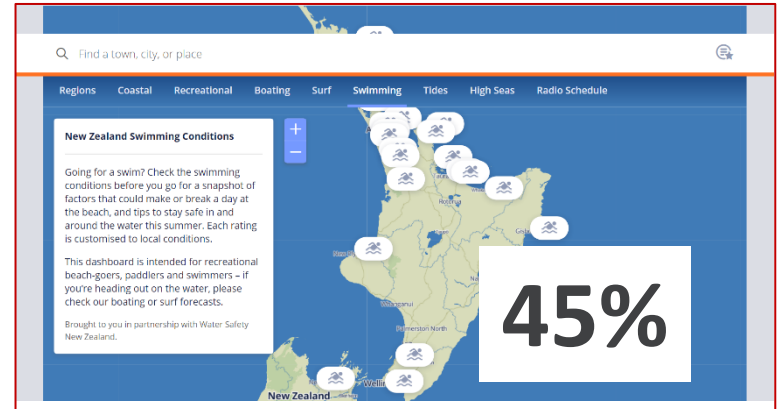 Find a town, city, or place
Regions Coastal Recreational Boating Surf Swimming Tides High Seas Radio Schedule
New Zealand Swimming Conditions
+
−
Going for a swim? Check the swimming
conditions before you go for a snapshot of
factors that could make or break a day at
the beach, and tips to stay safe in and
around the water this summer. Each rating
is customised to local conditions.
This dashboard is intended for recreational
beach-goers, paddlers and swimmers – if
you're heading out on the water, please
check our boating or surf forecasts.
Brought to you in partnership with Water Safety
New Zealand.
Rotorua
45%
Palmerston North
New Zealand